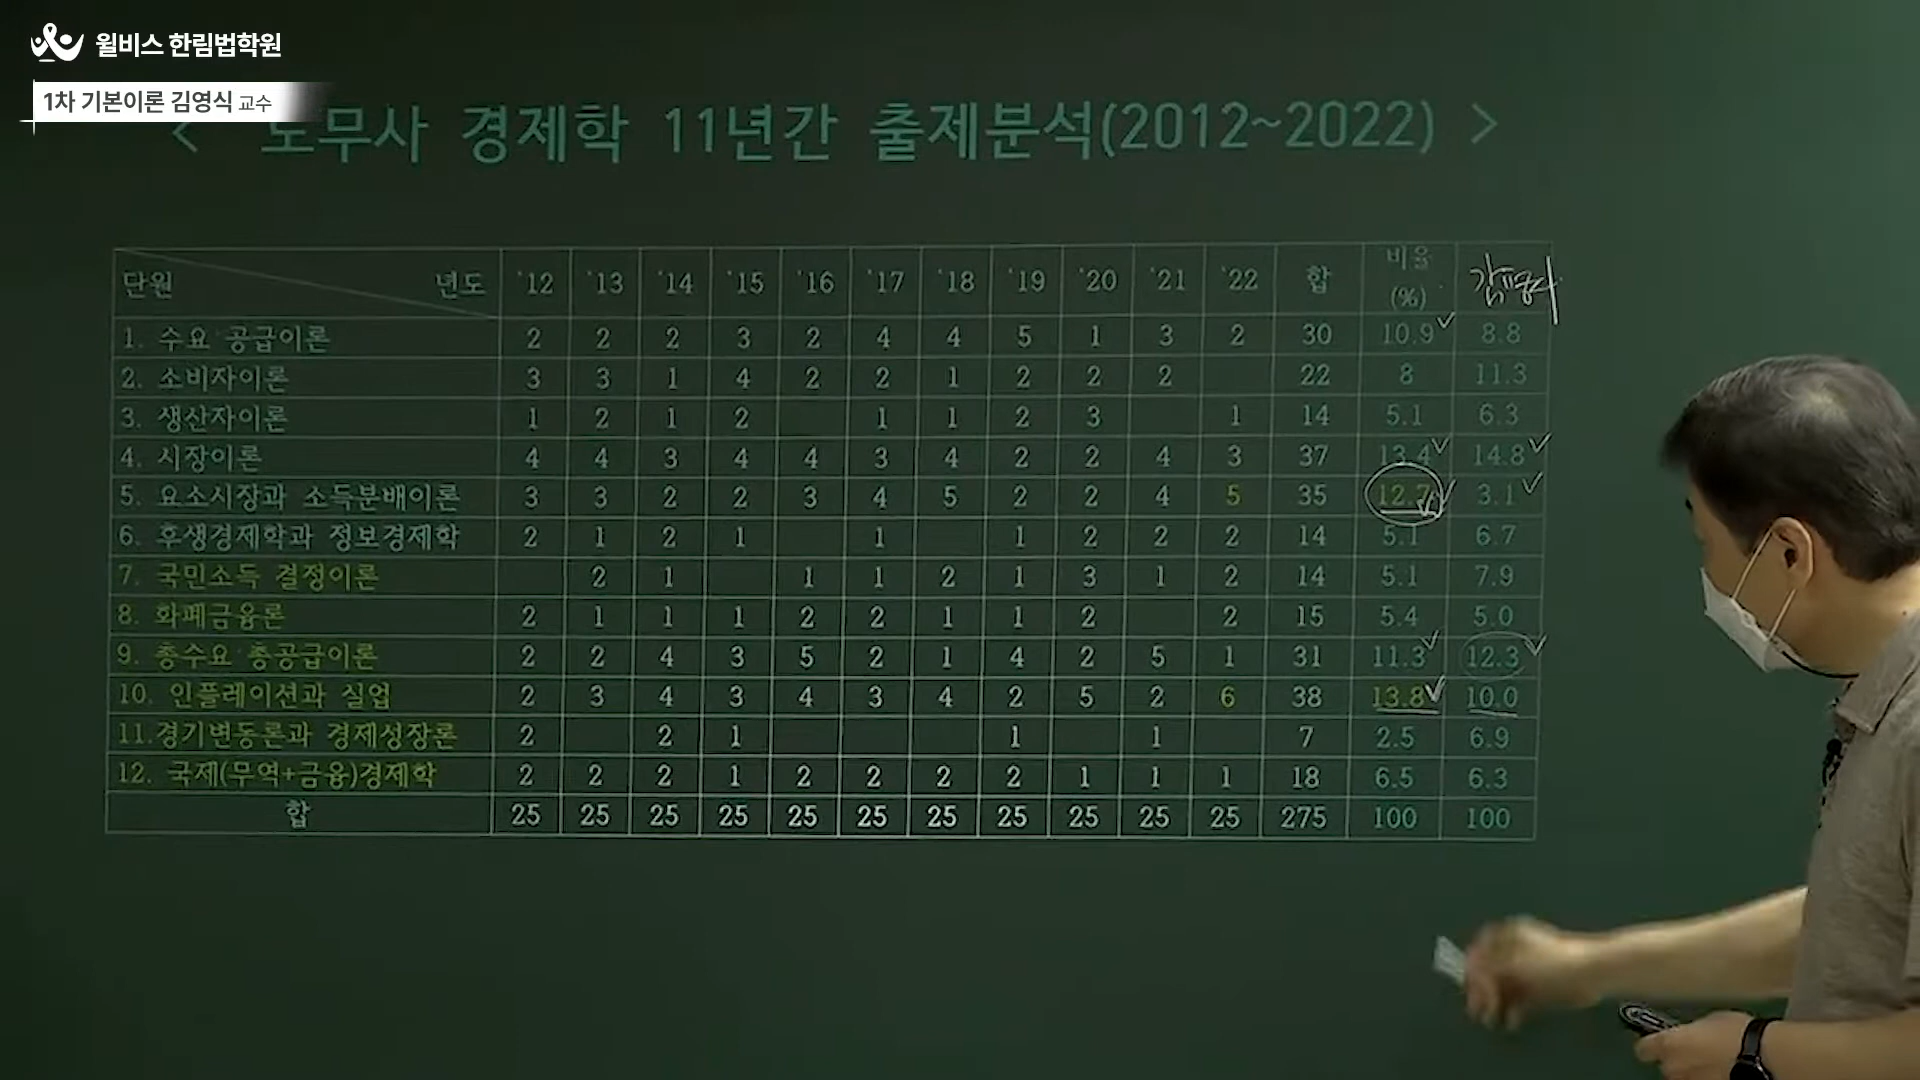 윌비스 한림법학원
1차 기본이론 김영식 교수
< 노무사 경제학 11년간 출제분석(2012~2022) >
단원 년도 '12 '13 '14 '15 '16 '17 '18 '19 '20 '21 '22 합 비율 (%) 감평사
1. 수요·공급이론 2 2 2 3 2 4 4 5 1 3 2 30 10.9 8.8
2. 소비자이론 3 3 1 4 2 2 1 2 2 2 22 8 11.3
3. 생산자이론 1 2 1 2 1 1 2 3 1 14 5.1 6.3
4. 시장이론 4 4 3 4 4 3 4 2 2 4 3 37 13.4 14.8
5. 요소시장과 소득분배이론 3 3 2 2 3 4 5 2 2 4 5 35 12.7 3.1
6. 후생경제학과 정보경제학 2 1 2 1 1 1 2 2 2 14 5.1 6.7
7. 국민소득 결정이론 2 1 1 1 2 1 3 1 2 14 5.1 7.9
8. 화폐금융론 2 1 1 1 2 2 1 1 2 2 15 5.4 5.0
9. 총수요·총공급이론 2 2 4 3 5 2 1 4 2 5 1 31 11.3 12.3
10. 인플레이션과 실업 2 3 4 3 4 3 4 2 5 2 6 38 13.8 10.0
11.경기변동론과 경제성장론 2 2 1 1 1 7 2.5 6.9
12. 국제(무역+금융)경제학 2 2 2 1 2 2 2 2 1 1 1 18 6.5 6.3
합 25 25 25 25 25 25 25 25 25 25 25 275 100 100